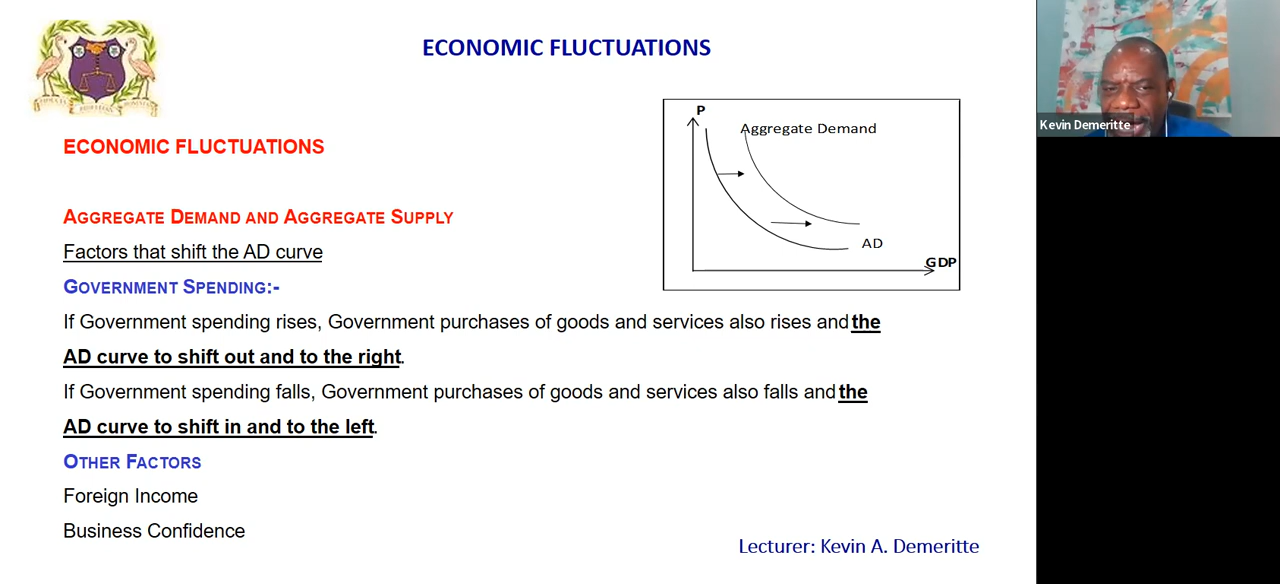 ECONOMIC FLUCTUATIONS
Kevin Demeritte
P
Aggregate Demand
AD
GDP
ECONOMIC FLUCTUATIONS
AGGREGATE DEMAND AND AGGREGATE SUPPLY
Factors that shift the AD curve
GOVERNMENT SPENDING:-
If Government spending rises, Government purchases of goods and services also rises and the
AD curve to shift out and to the right.
If Government spending falls, Government purchases of goods and services also falls and the
AD curve to shift in and to the left.
OTHER FACTORS
Foreign Income
Business Confidence
Lecturer: Kevin A. Demeritte